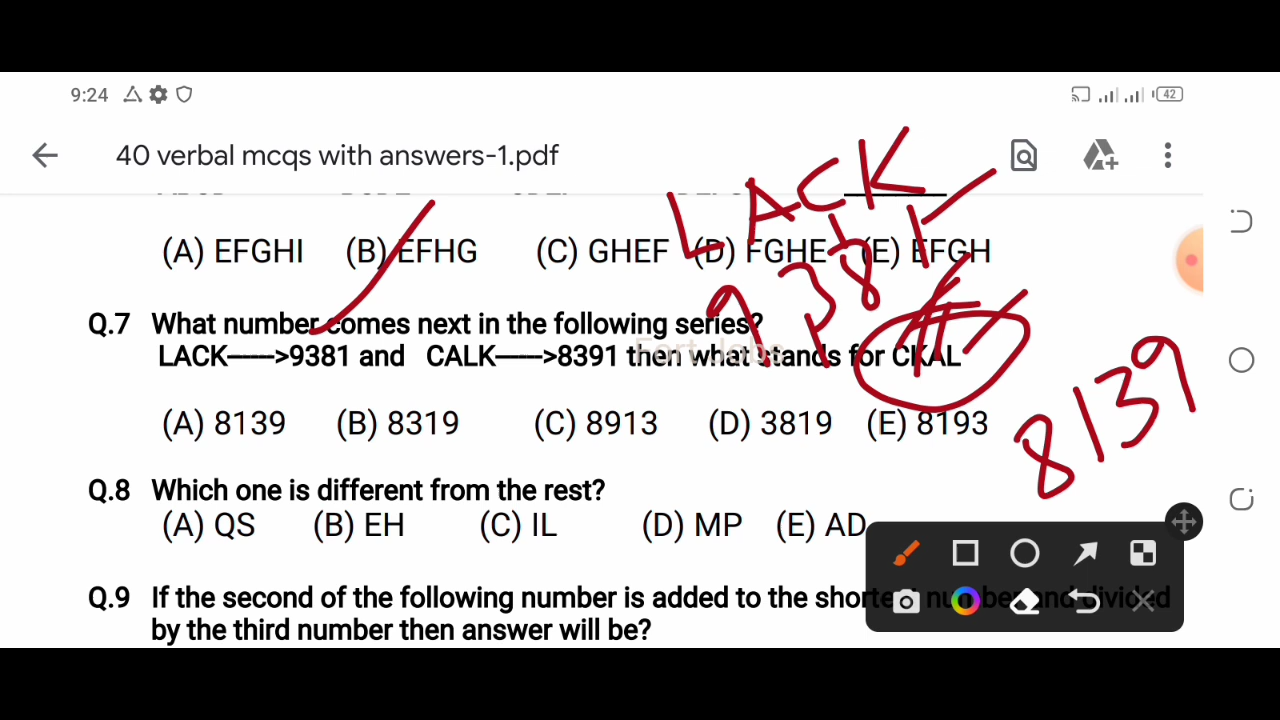 9:24
42
40 verbal mcqs with answers-1.pdf
LACK
9381
(A) EFGHI (B) EFHG (C) GHEF (D) FGHE (E) EFGH
Q.7 What number comes next in the following series?
LACK----->9381 and CALK----->8391 then what stands for CKAL
Fort Jobs
8139
(A) 8139 (B) 8319 (C) 8913 (D) 3819 (E) 8193
Q.8 Which one is different from the rest?
(A) QS (B) EH (C) IL (D) MP (E) AD
Q.9 If the second of the following number is added to the shortest number and divided
by the third number then answer will be?